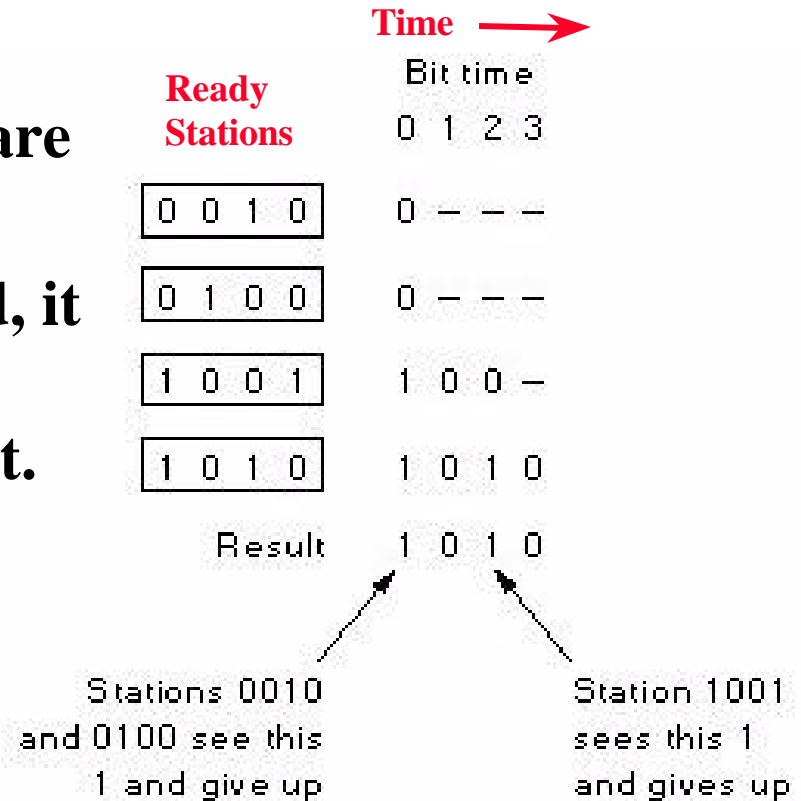 Time
Bit time
Ready
Stations
0 1 2 3
are
0 0 1 0 0 – – –
, it
0 1 0 0 0 – – –
1 0 0 1 1 0 0 –
t.
1 0 1 0 1 0 1 0
Result 1 0 1 0
Stations 0010
and 0100 see this
1 and give up
Station 1001
sees this 1
and gives up